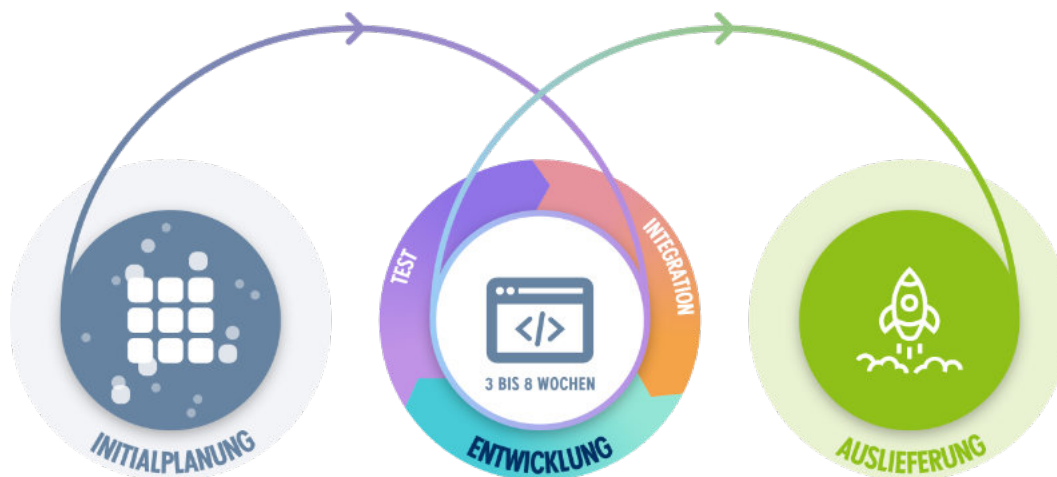 TEST
INTEGRATION
</>
3 BIS 8 WOCHEN
INITIALPLANUNG
ENTWICKLUNG
AUSLIEFERUNG